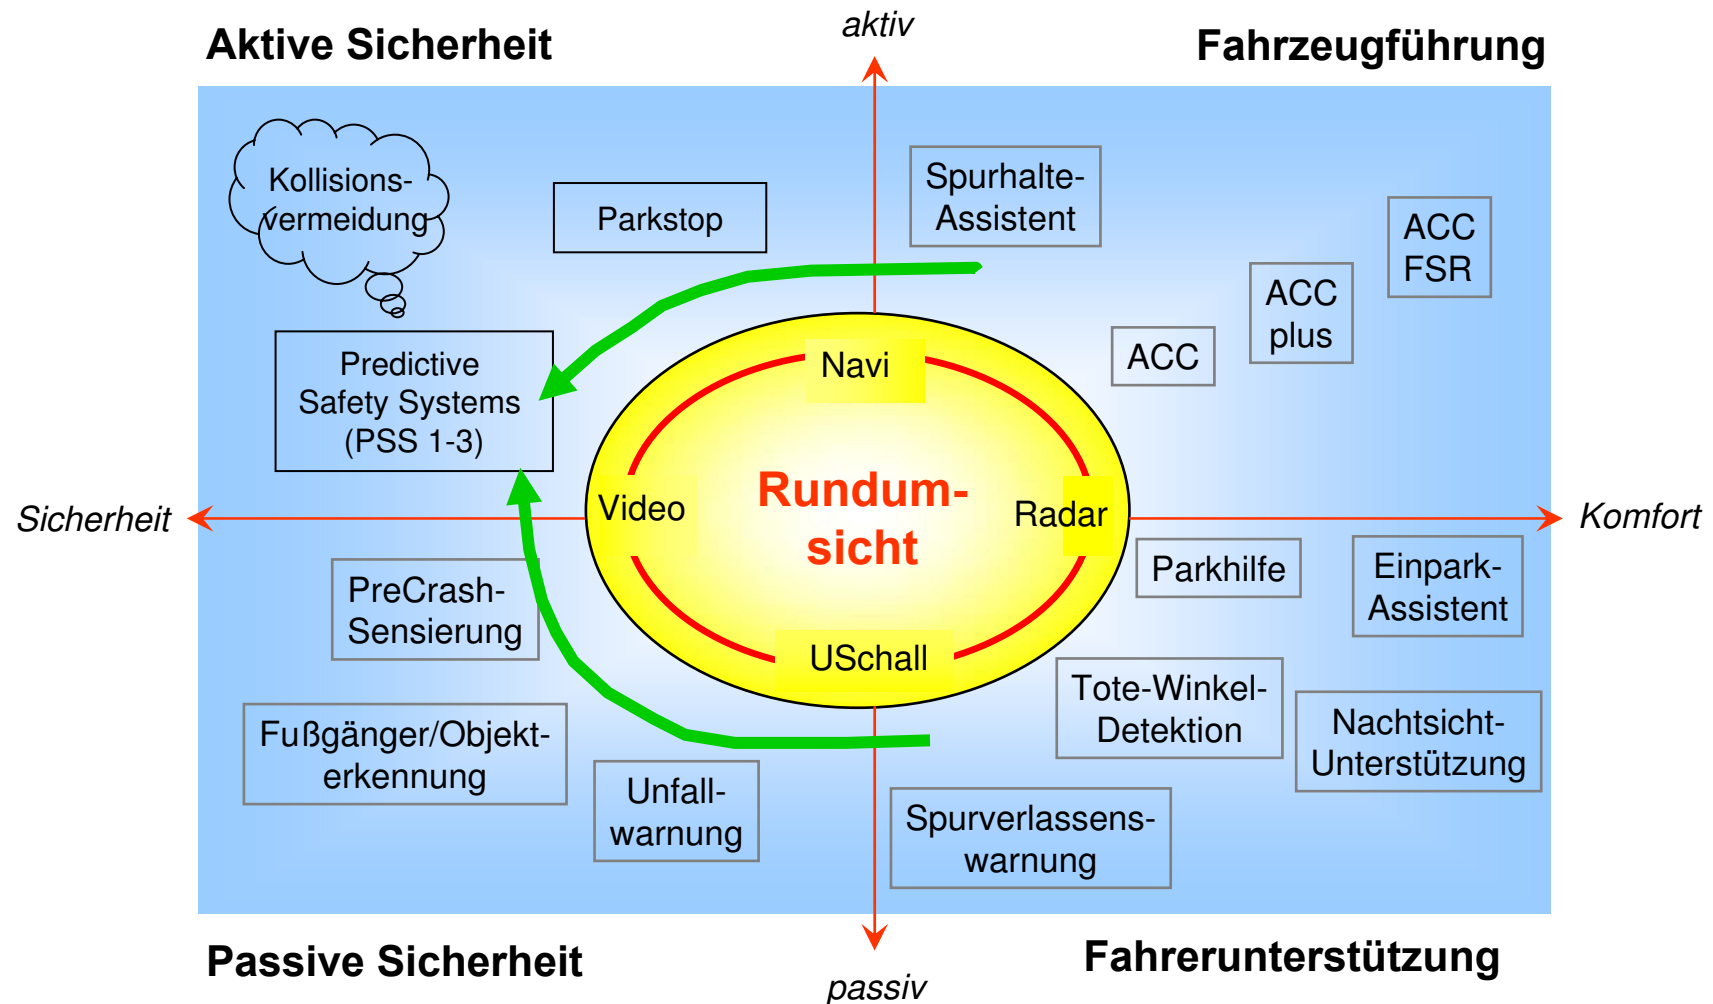 aktiv
Aktive Sicherheit
Fahrzeugführung
Kollisions-
vermeidung
Parkstop
Spurhalte-
Assistent
ACC
FSR
ACC
plus
ACC
Predictive
Safety Systems
(PSS 1-3)
Navi
Video
Rundum-
sicht
Radar
USchall
Sicherheit
Komfort
PreCrash-
Sensierung
Parkhilfe
Einpark-
Assistent
Fußgänger/Objekt-
erkennung
Unfall-
warnung
Tote-Winkel-
Detektion
Nachtsicht-
Unterstützung
Spurverlassens-
warnung
Passive Sicherheit
Fahrerunterstützung
passiv